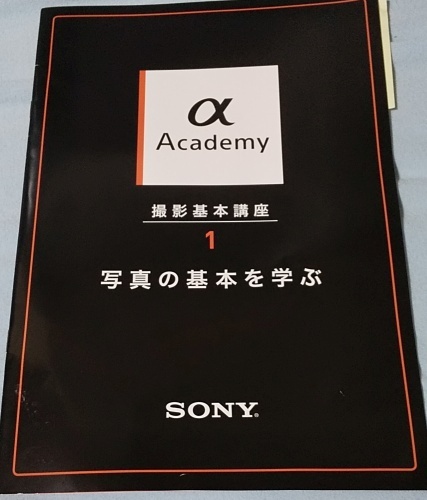 α
Academy
撮影基本講座
1
写真の基本を学ぶ
SONY®